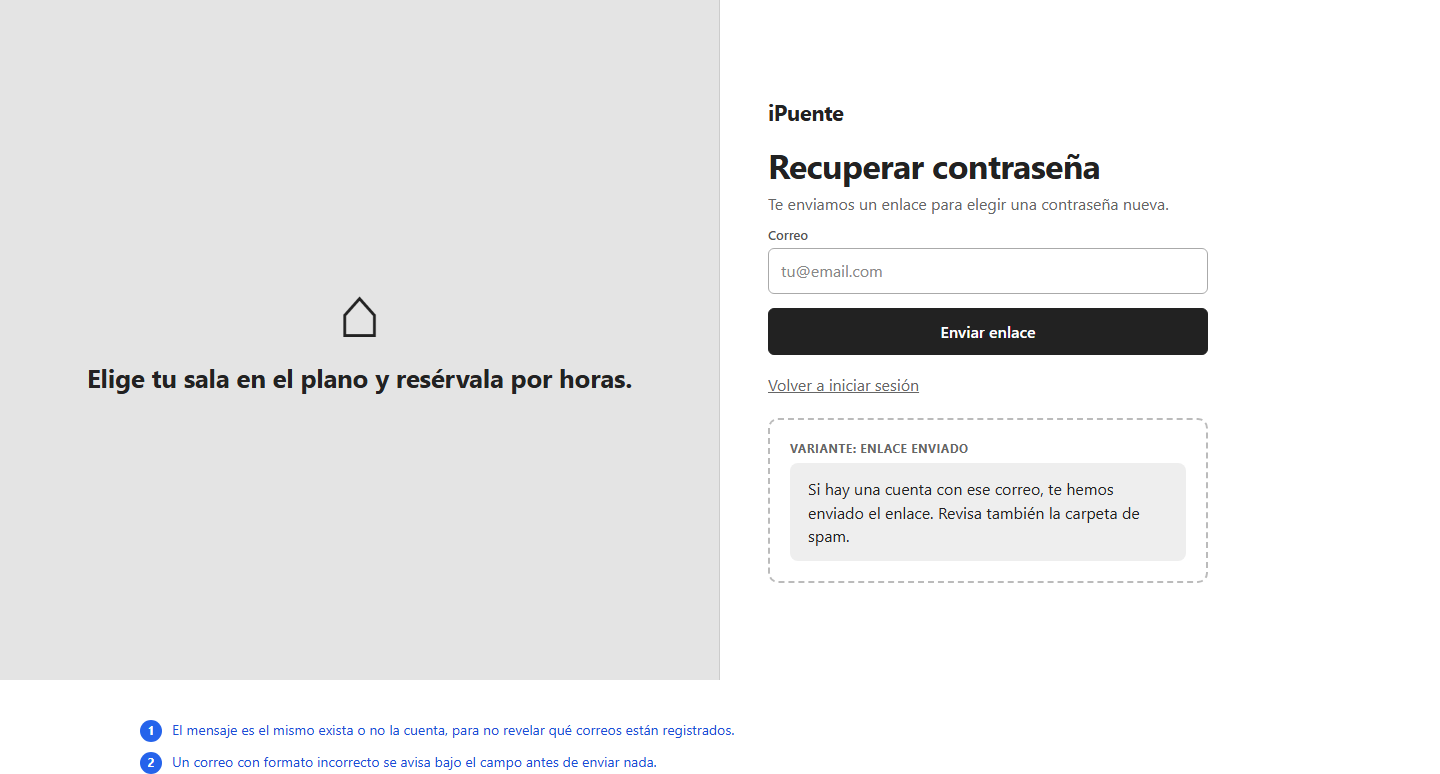 iPuente
Recuperar contraseña
Te enviamos un enlace para elegir una contraseña nueva.
Correo
tu@email.com
Enviar enlace
Elige tu sala en el plano y resérvala por horas.
Volver a iniciar sesión
VARIANTE: ENLACE ENVIADO
Si hay una cuenta con ese correo, te hemos
enviado el enlace. Revisa también la carpeta de
spam.
1 El mensaje es el mismo exista o no la cuenta, para no revelar qué correos están registrados.
2 Un correo con formato incorrecto se avisa bajo el campo antes de enviar nada.